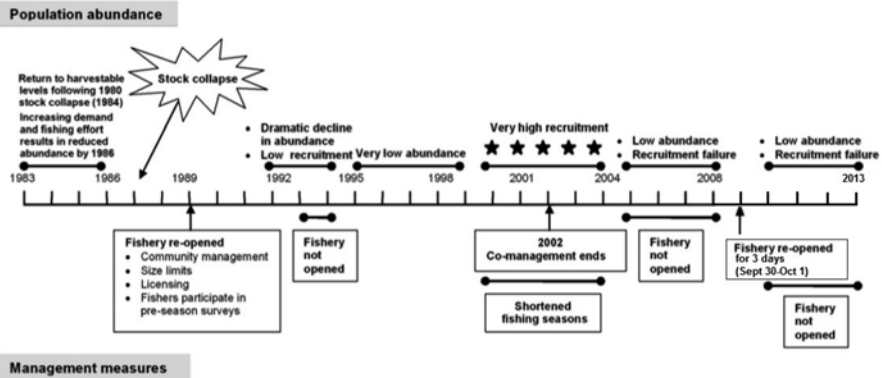 Population abundance
Stock collapse
Return to harvestable
levels following 1980
stock collapse (1984)
Increasing demand
and fishing effort
results in reduced
abundance by 1986
• Dramatic decline
in abundance
• Low recruitment
Very low abundance
Very high recruitment
• Low abundance
• Recruitment failure
• Low abundance
• Recruitment failure
1983 1986 1989 1992 1995 1998 2001 2004 2008 2013
Fishery re-opened
• Community management
• Size limits
• Licensing
• Fishers participate in
pre-season surveys
Fishery
not
opened
2002
Co-management ends
Shortened
fishing seasons
Fishery
not
opened
Fishery re-opened
for 3 days
(Sept 30-Oct 1)
Fishery
not
opened
Management measures